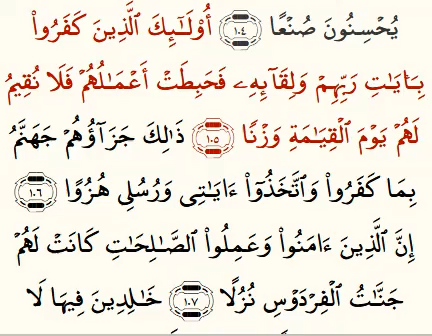 يُحْسِنُونَ صُنْعًا ١٠٤ أُو۟لَـٰٓئِكَ ٱلَّذِينَ كَفَرُوا۟
بِـَٔايَـٰتِ رَبِّهِمْ وَلِقَآئِهِۦ فَحَبِطَتْ أَعْمَـٰلُهُمْ فَلَا نُقِيمُ
لَهُمْ يَوْمَ ٱلْقِيَـٰمَةِ وَزْنًا ١٠٥ ذَٰلِكَ جَزَآؤُهُمْ جَهَنَّمُ
بِمَا كَفَرُوا۟ وَٱتَّخَذُوٓا۟ ءَايَـٰتِى وَرُسُلِى هُزُوًا ١٠٦
إِنَّ ٱلَّذِينَ ءَامَنُوا۟ وَعَمِلُوا۟ ٱلصَّـٰلِحَـٰتِ كَانَتْ لَهُمْ
جَنَّـٰتُ ٱلْفِرْدَوْسِ نُزُلًا ١٠٧ خَـٰلِدِينَ فِيهَا لَا